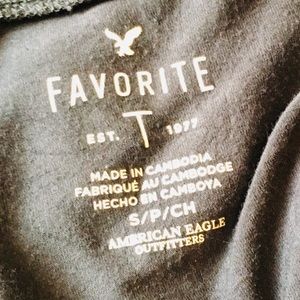 FAVORITE
EST. T 1977
MADE IN CAMBODIA
FABRIQUÉ AU CAMBODGE
HECHO EN CAMBOYA
S/P/CH
AMERICAN EAGLE
OUTFITTERS